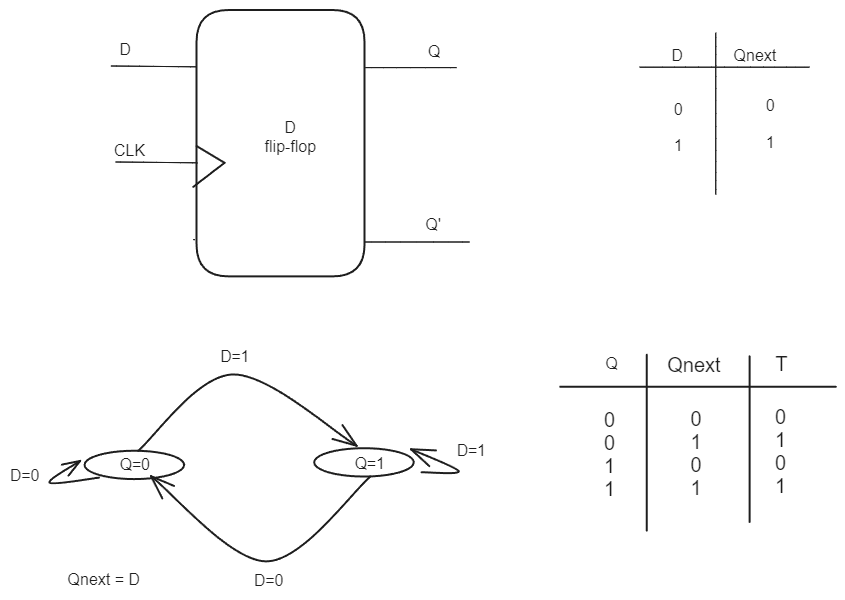 D
Q
CLK
D
flip-flop
Q'
D Qnext
0 0
1 1
D=1
D=0
Q=0
Q=1
D=1
D=0
Qnext = D
Q Qnext T
0 0 0
0 1 1
1 0 0
1 1 1